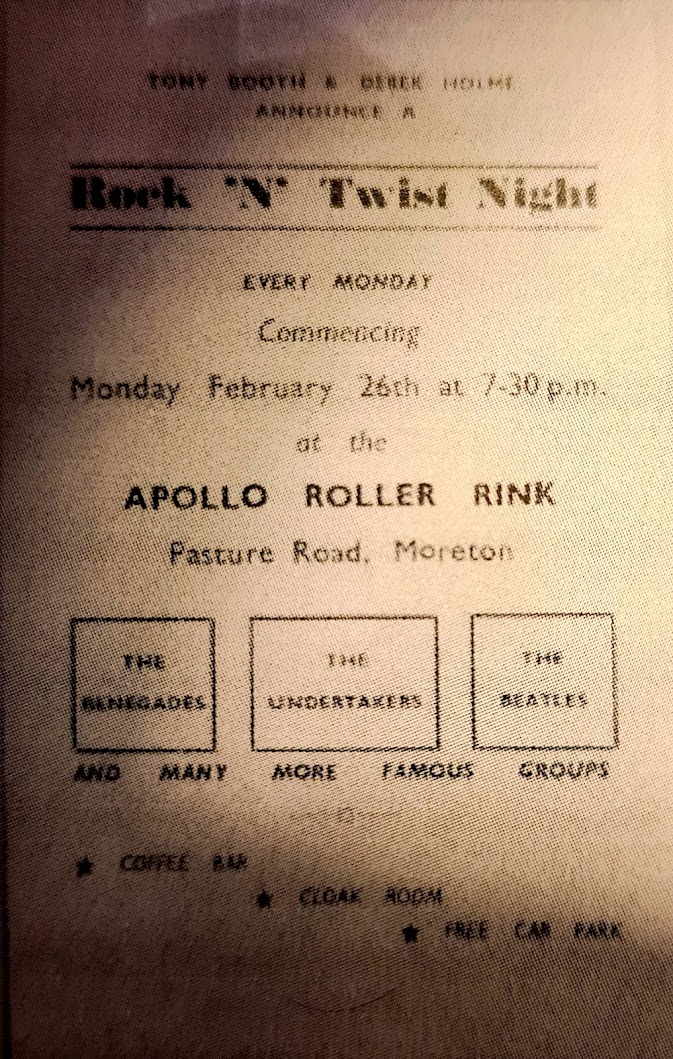 TONY BOOTH & DEREK HOLME
ANNOUNCE A
Rock 'N' Twist Night
EVERY MONDAY
Commencing
Monday February 26th at 7-30 p.m.
at the
APOLLO ROLLER RINK
Pasture Road, Moreton
THE RENEGADES
THE UNDERTAKERS
THE BEATLES
AND MANY MORE FAMOUS GROUPS
★ COFFEE BAR
★ CLOAK ROOM
★ FREE CAR PARK